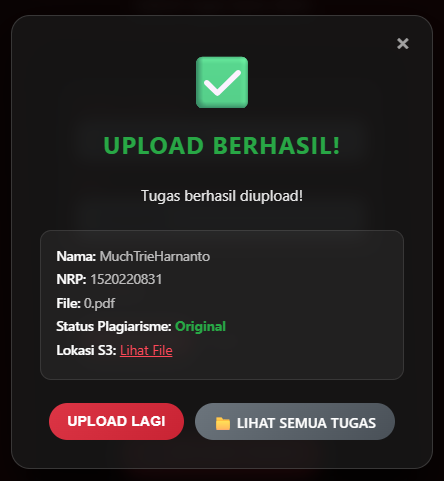 ×
UPLOAD BERHASIL!
Tugas berhasil diupload!
Nama: MuchTrieHarnanto
NRP: 1520220831
File: 0.pdf
Status Plagiarisme: Original
Lokasi S3: Lihat File
UPLOAD LAGI
LIHAT SEMUA TUGAS